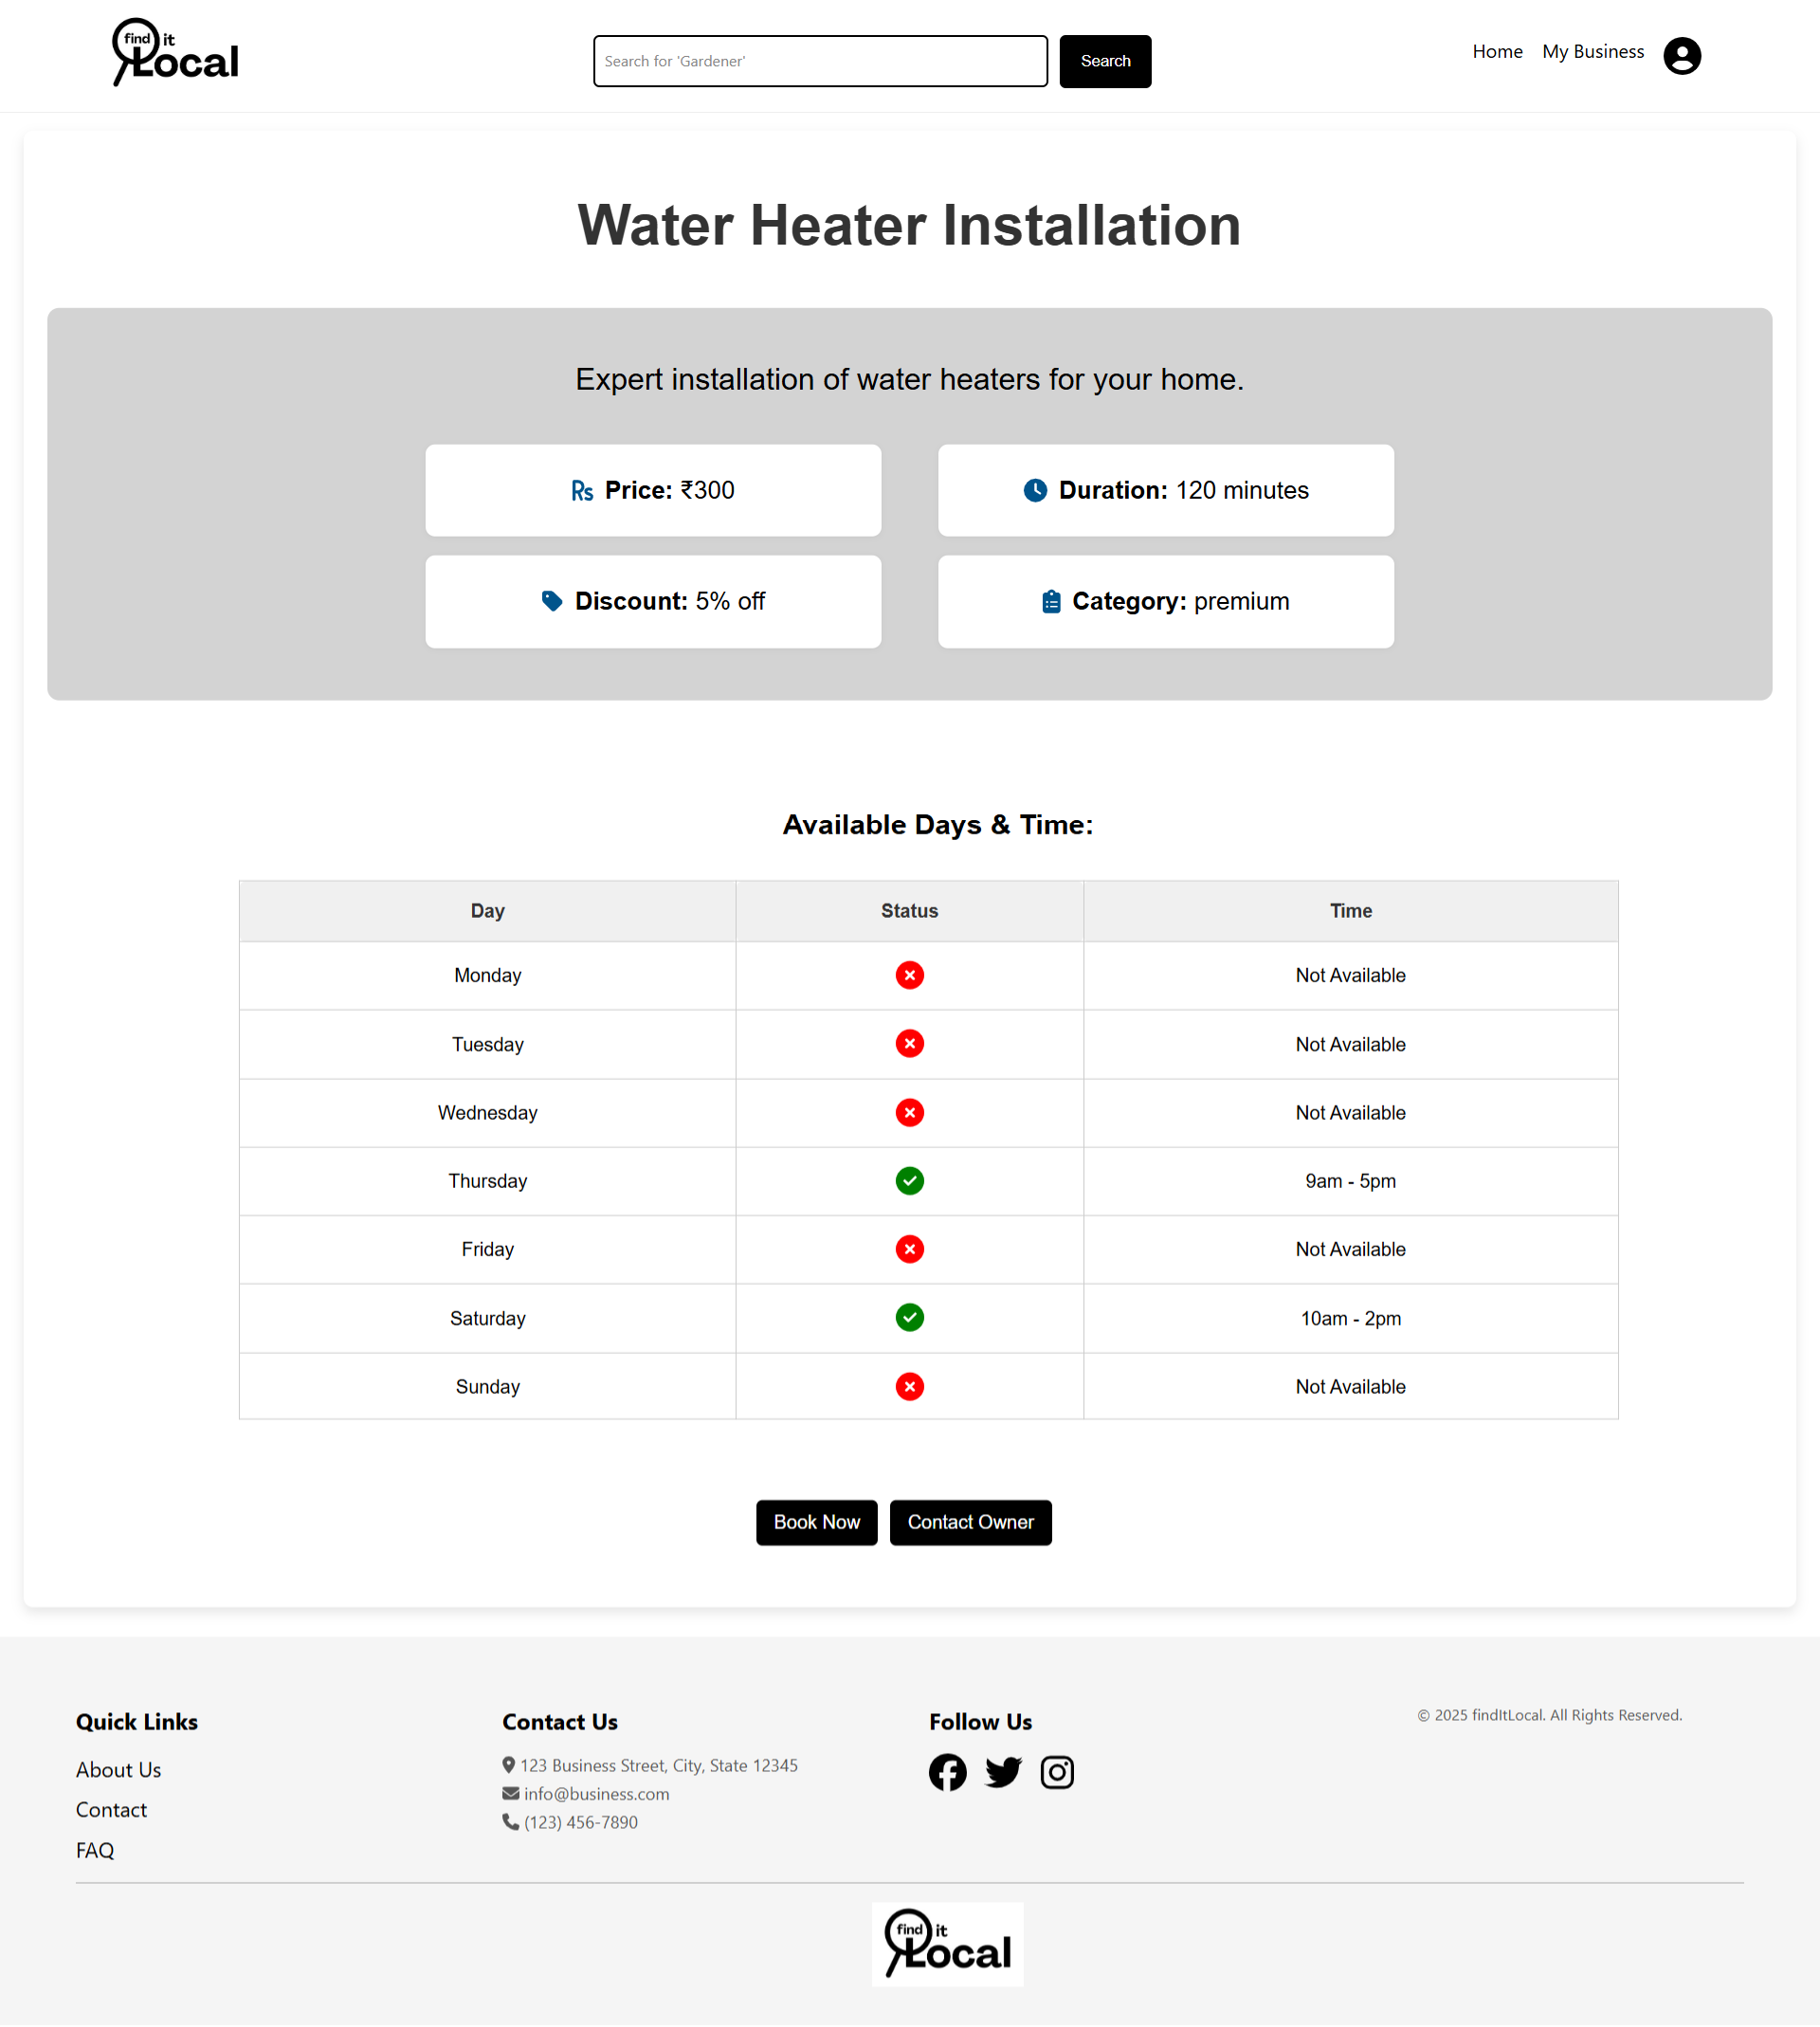 find it
Local
Search for 'Gardener'
Search
Home My Business
Water Heater Installation
Expert installation of water heaters for your home.
Rs Price: ₹300
Duration: 120 minutes
Discount: 5% off
Category: premium
Available Days & Time:
Day Status Time
Monday Not Available
Tuesday Not Available
Wednesday Not Available
Thursday 9am - 5pm
Friday Not Available
Saturday 10am - 2pm
Sunday Not Available
Book Now Contact Owner
Quick Links
About Us
Contact
FAQ
Contact Us
123 Business Street, City, State 12345
info@business.com
(123) 456-7890
Follow Us
© 2025 findItLocal. All Rights Reserved.
find it
Local